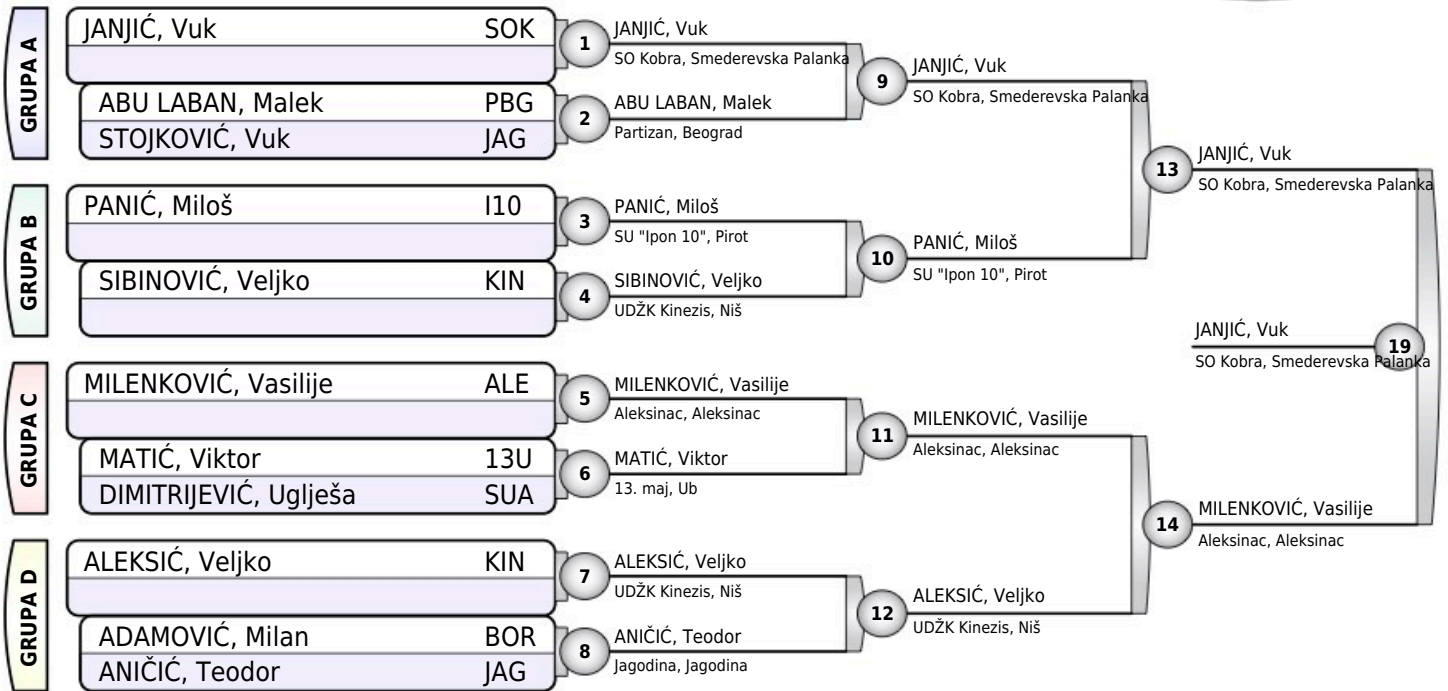 GRUPA A
JANJIĆ, Vuk SOK
ABU LABAN, Malek PBG
STOJKOVIĆ, Vuk JAG
GRUPA B
PANIĆ, Miloš I10
SIBINOVIĆ, Veljko KIN
GRUPA C
MILENKOVIĆ, Vasilije ALE
MATIĆ, Viktor 13U
DIMITRIJEVIĆ, Uglješa SUA
GRUPA D
ALEKSIĆ, Veljko KIN
ADAMOVIĆ, Milan BOR
ANIČIĆ, Teodor JAG
1
JANJIĆ, Vuk
SO Kobra, Smederevska Palanka
2
ABU LABAN, Malek
Partizan, Beograd
3
PANIĆ, Miloš
SU "Ipon 10", Pirot
4
SIBINOVIĆ, Veljko
UDŽK Kinezis, Niš
5
MILENKOVIĆ, Vasilije
Aleksinac, Aleksinac
6
MATIĆ, Viktor
13. maj, Ub
7
ALEKSIĆ, Veljko
UDŽK Kinezis, Niš
8
ANIČIĆ, Teodor
Jagodina, Jagodina
9
JANJIĆ, Vuk
SO Kobra, Smederevska Palanka
10
PANIĆ, Miloš
SU "Ipon 10", Pirot
11
MILENKOVIĆ, Vasilije
Aleksinac, Aleksinac
12
ALEKSIĆ, Veljko
UDŽK Kinezis, Niš
13
JANJIĆ, Vuk
SO Kobra, Smederevska Palanka
14
MILENKOVIĆ, Vasilije
Aleksinac, Aleksinac
JANJIĆ, Vuk
19
SO Kobra, Smederevska Palanka